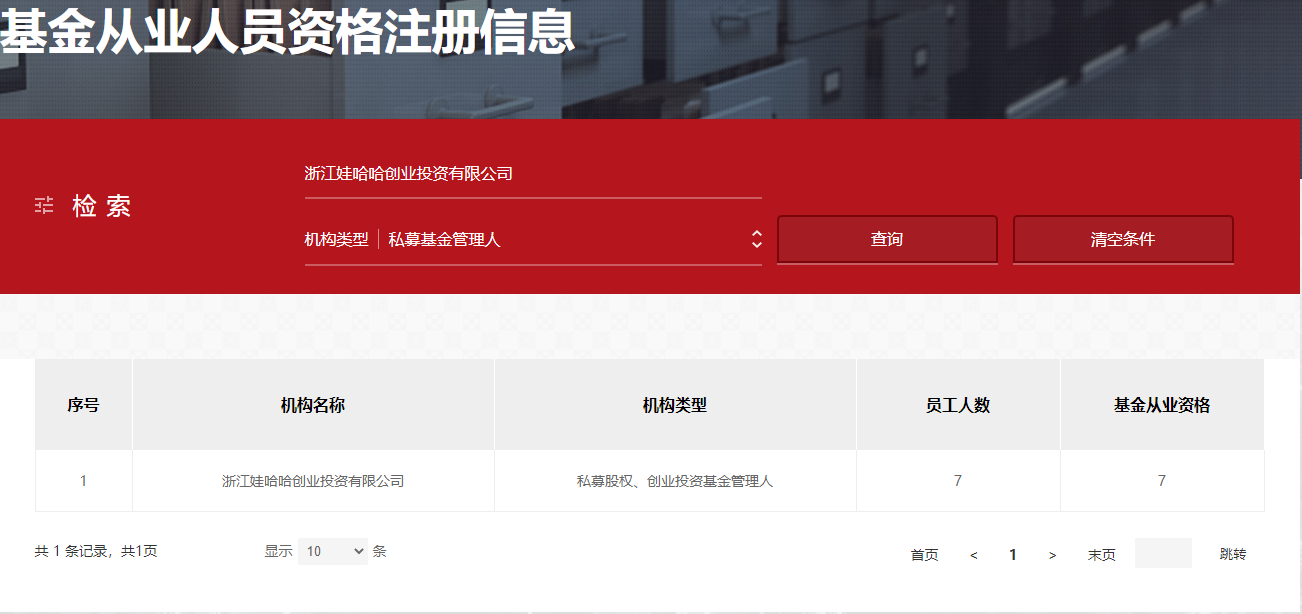 基金从业人员资格注册信息
浙江娃哈哈创业投资有限公司
检 索
机构类型 私募基金管理人 查询 清空条件
序号 机构名称 机构类型 员工人数 基金从业资格
1 浙江娃哈哈创业投资有限公司 私募股权、创业投资基金管理人 7 7
共 1 条记录，共1页 显示 10 条 首页 < 1 > 末页 跳转